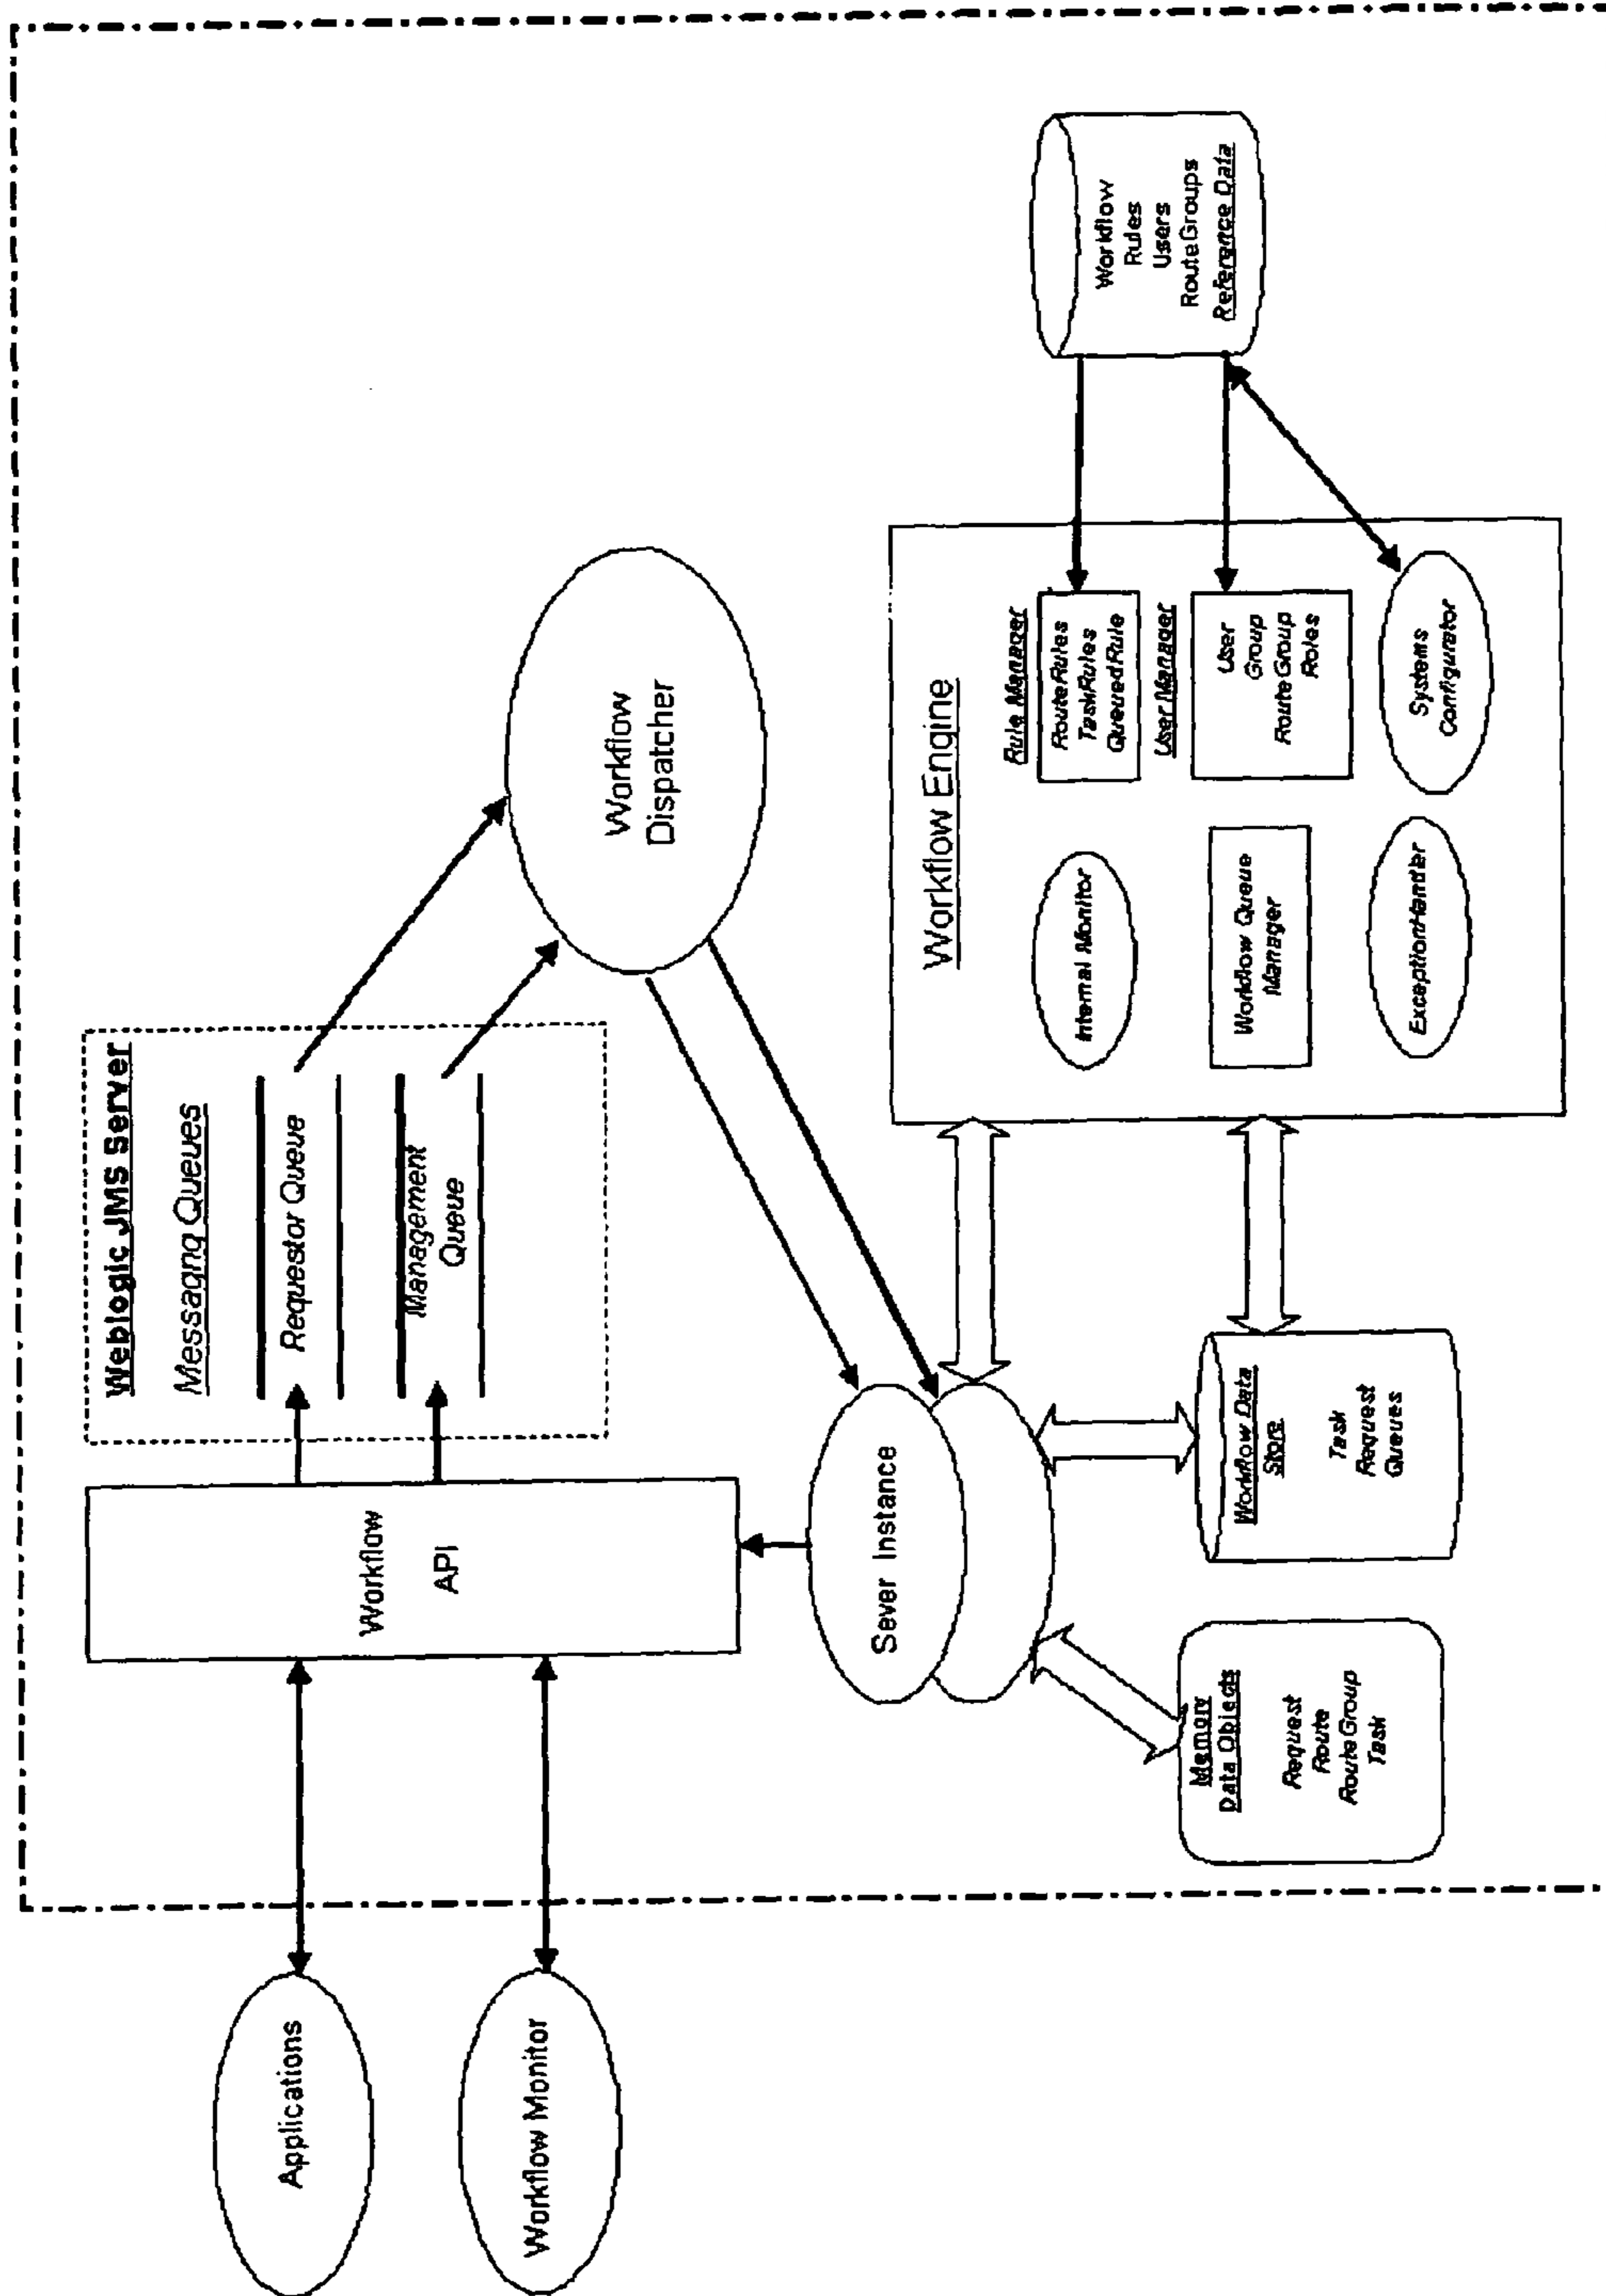 Applications
Workflow Monitor
Workflow
API
Weblogic JMS Server
Messagng Queues
Requestor Queue
Management
Queue
Workflow
Dispatcher
Sever Instance
Memory
Data Objects
Request
Route
RouteGroup
Task
Workflow Data
Store
Task
Request
Queues
Workflow Engine
Internal Monitor
Workflow Queue
Manager
ExceptionHander
Rule Manager
RouteRules
TaskRules
QueuedRule
User Manager
User
Group
RouteGroup
Roles
Systems
Configurator
Workflow
Rules
Users
RouteGroups
Reference Data